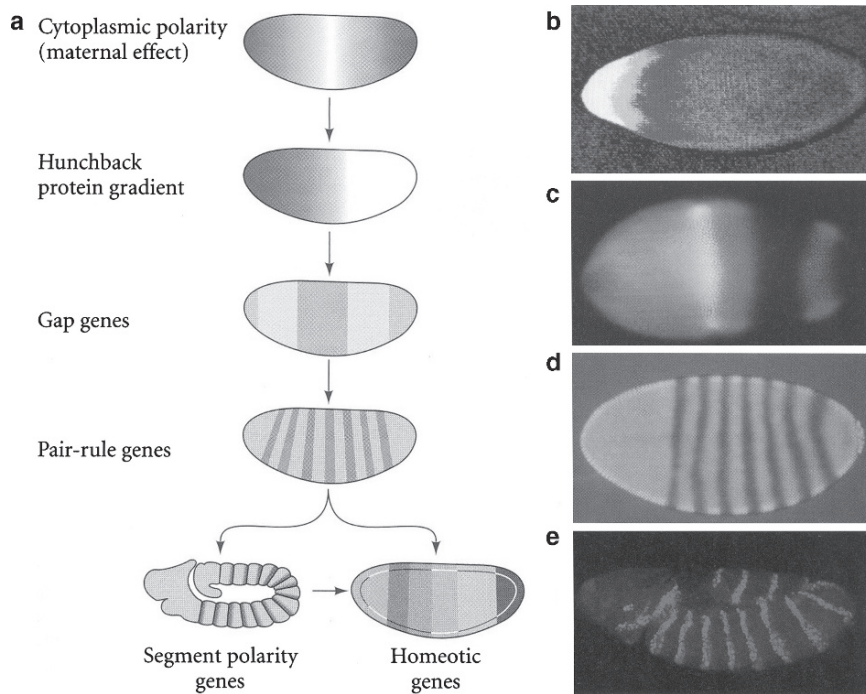 a
Cytoplasmic polarity
(maternal effect)
Hunchback
protein gradient
Gap genes
Pair-rule genes
Segment polarity
genes
Homeotic
genes
b
c
d
e